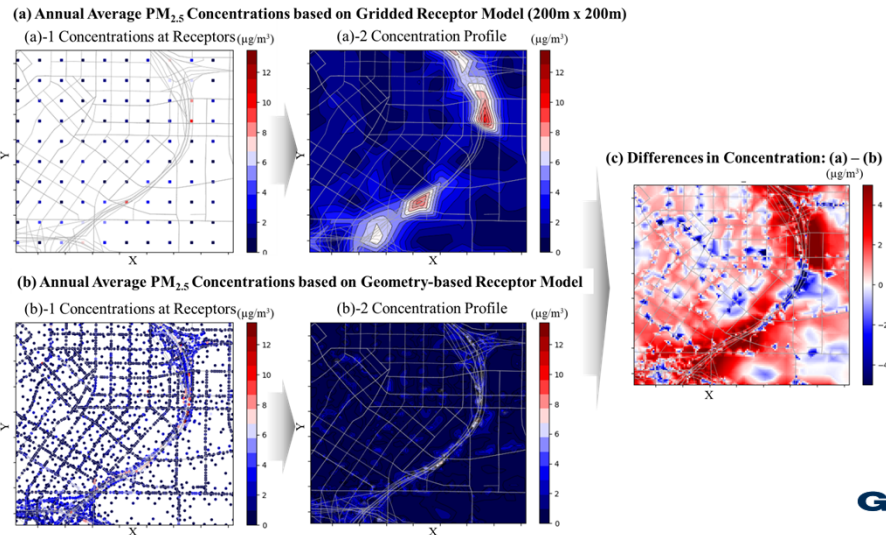 (a) Annual Average PM2.5 Concentrations based on Gridded Receptor Model (200m x 200m)
(a)-1 Concentrations at Receptors (µg/m³)
(a)-2 Concentration Profile
(µg/m³)
12
10
8
6
4
2
0
Y
X
12
10
8
6
4
2
0
X
(c) Differences in Concentration: (a) – (b)
(µg/m³)
4
2
0
−2
−4
X
(b) Annual Average PM2.5 Concentrations based on Geometry-based Receptor Model
(b)-1 Concentrations at Receptors (µg/m³)
(b)-2 Concentration Profile
(µg/m³)
12
10
8
6
4
2
0
Y
X
12
10
8
6
4
2
0
X
G